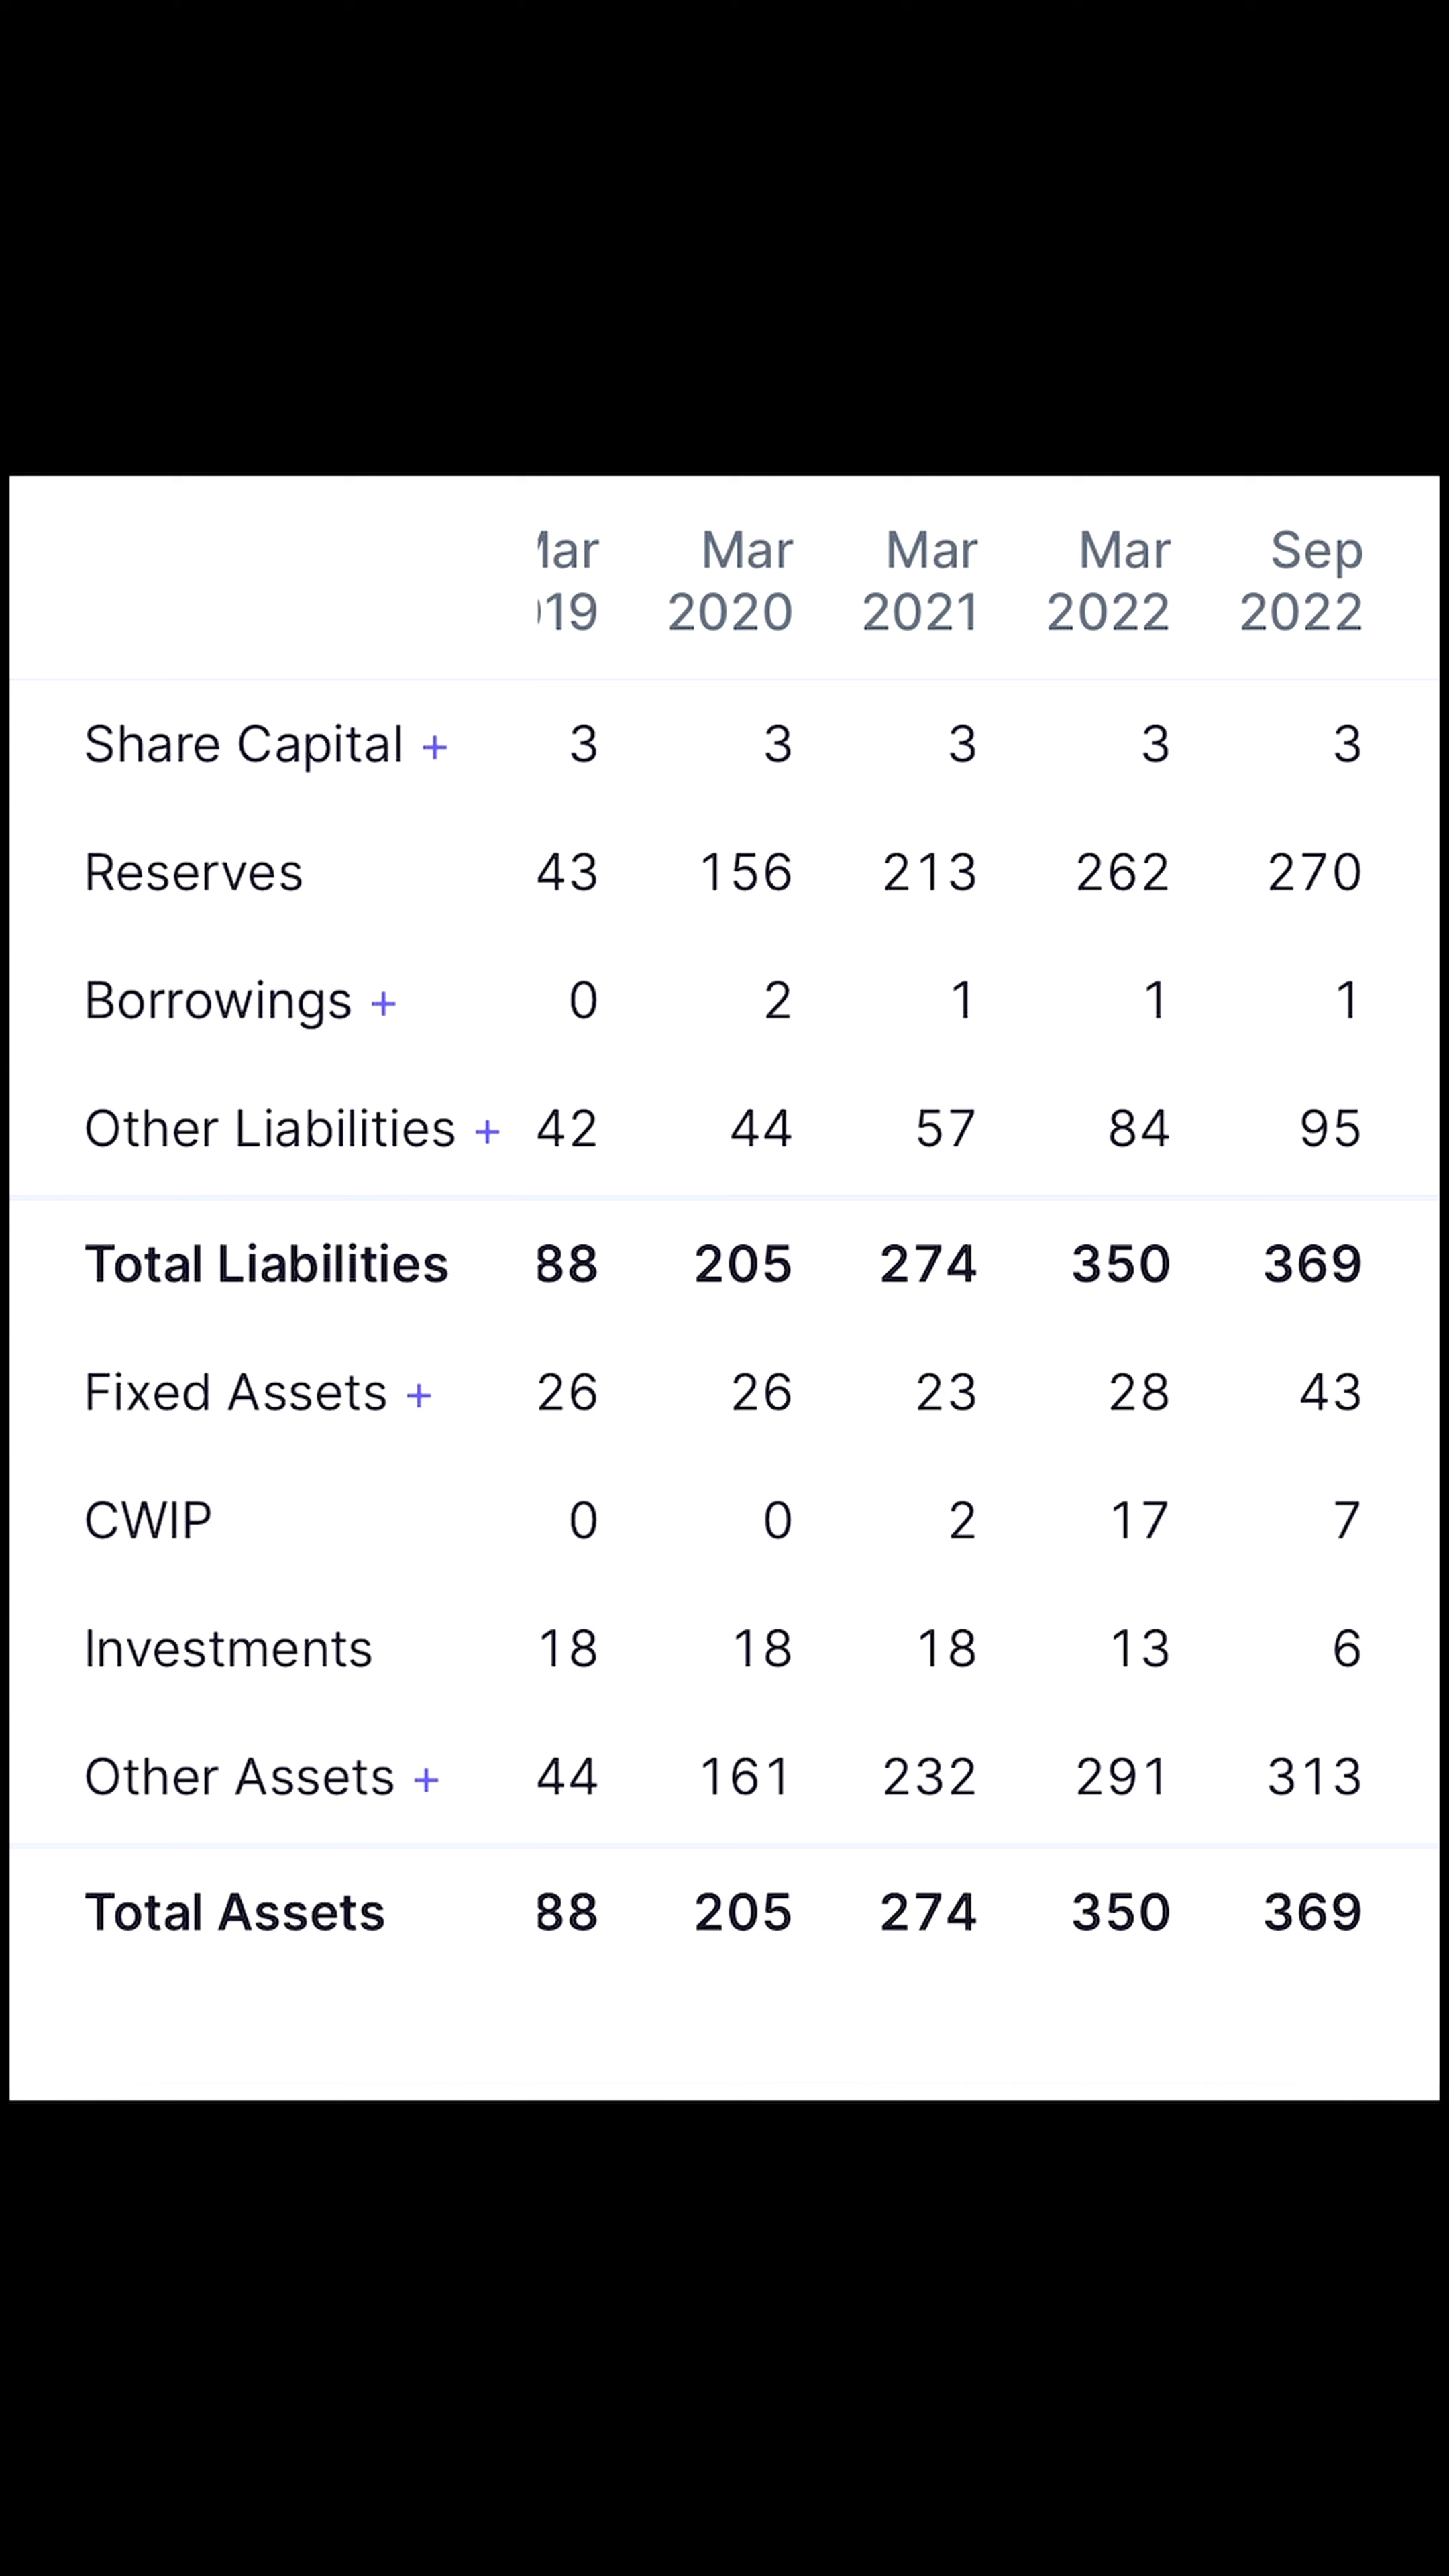 Mar Mar Mar Mar Sep
19 2020 2021 2022 2022
Share Capital + 3 3 3 3 3
Reserves 43 156 213 262 270
Borrowings + 0 2 1 1 1
Other Liabilities + 42 44 57 84 95
Total Liabilities 88 205 274 350 369
Fixed Assets + 26 26 23 28 43
CWIP 0 0 2 17 7
Investments 18 18 18 13 6
Other Assets + 44 161 232 291 313
Total Assets 88 205 274 350 369